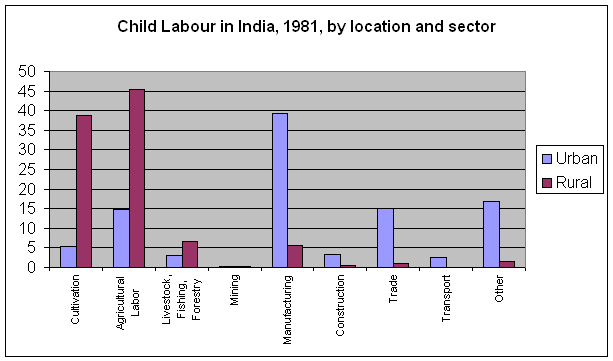 Child Labour in India, 1981, by location and sector
50
45
40
35
30
25
20
15
10
5
0
Cultivation
Agricultural
Labor
Livestock,
Fishing,
Forestry
Mining
Manufacturing
Construction
Trade
Transport
Other
Urban
Rural